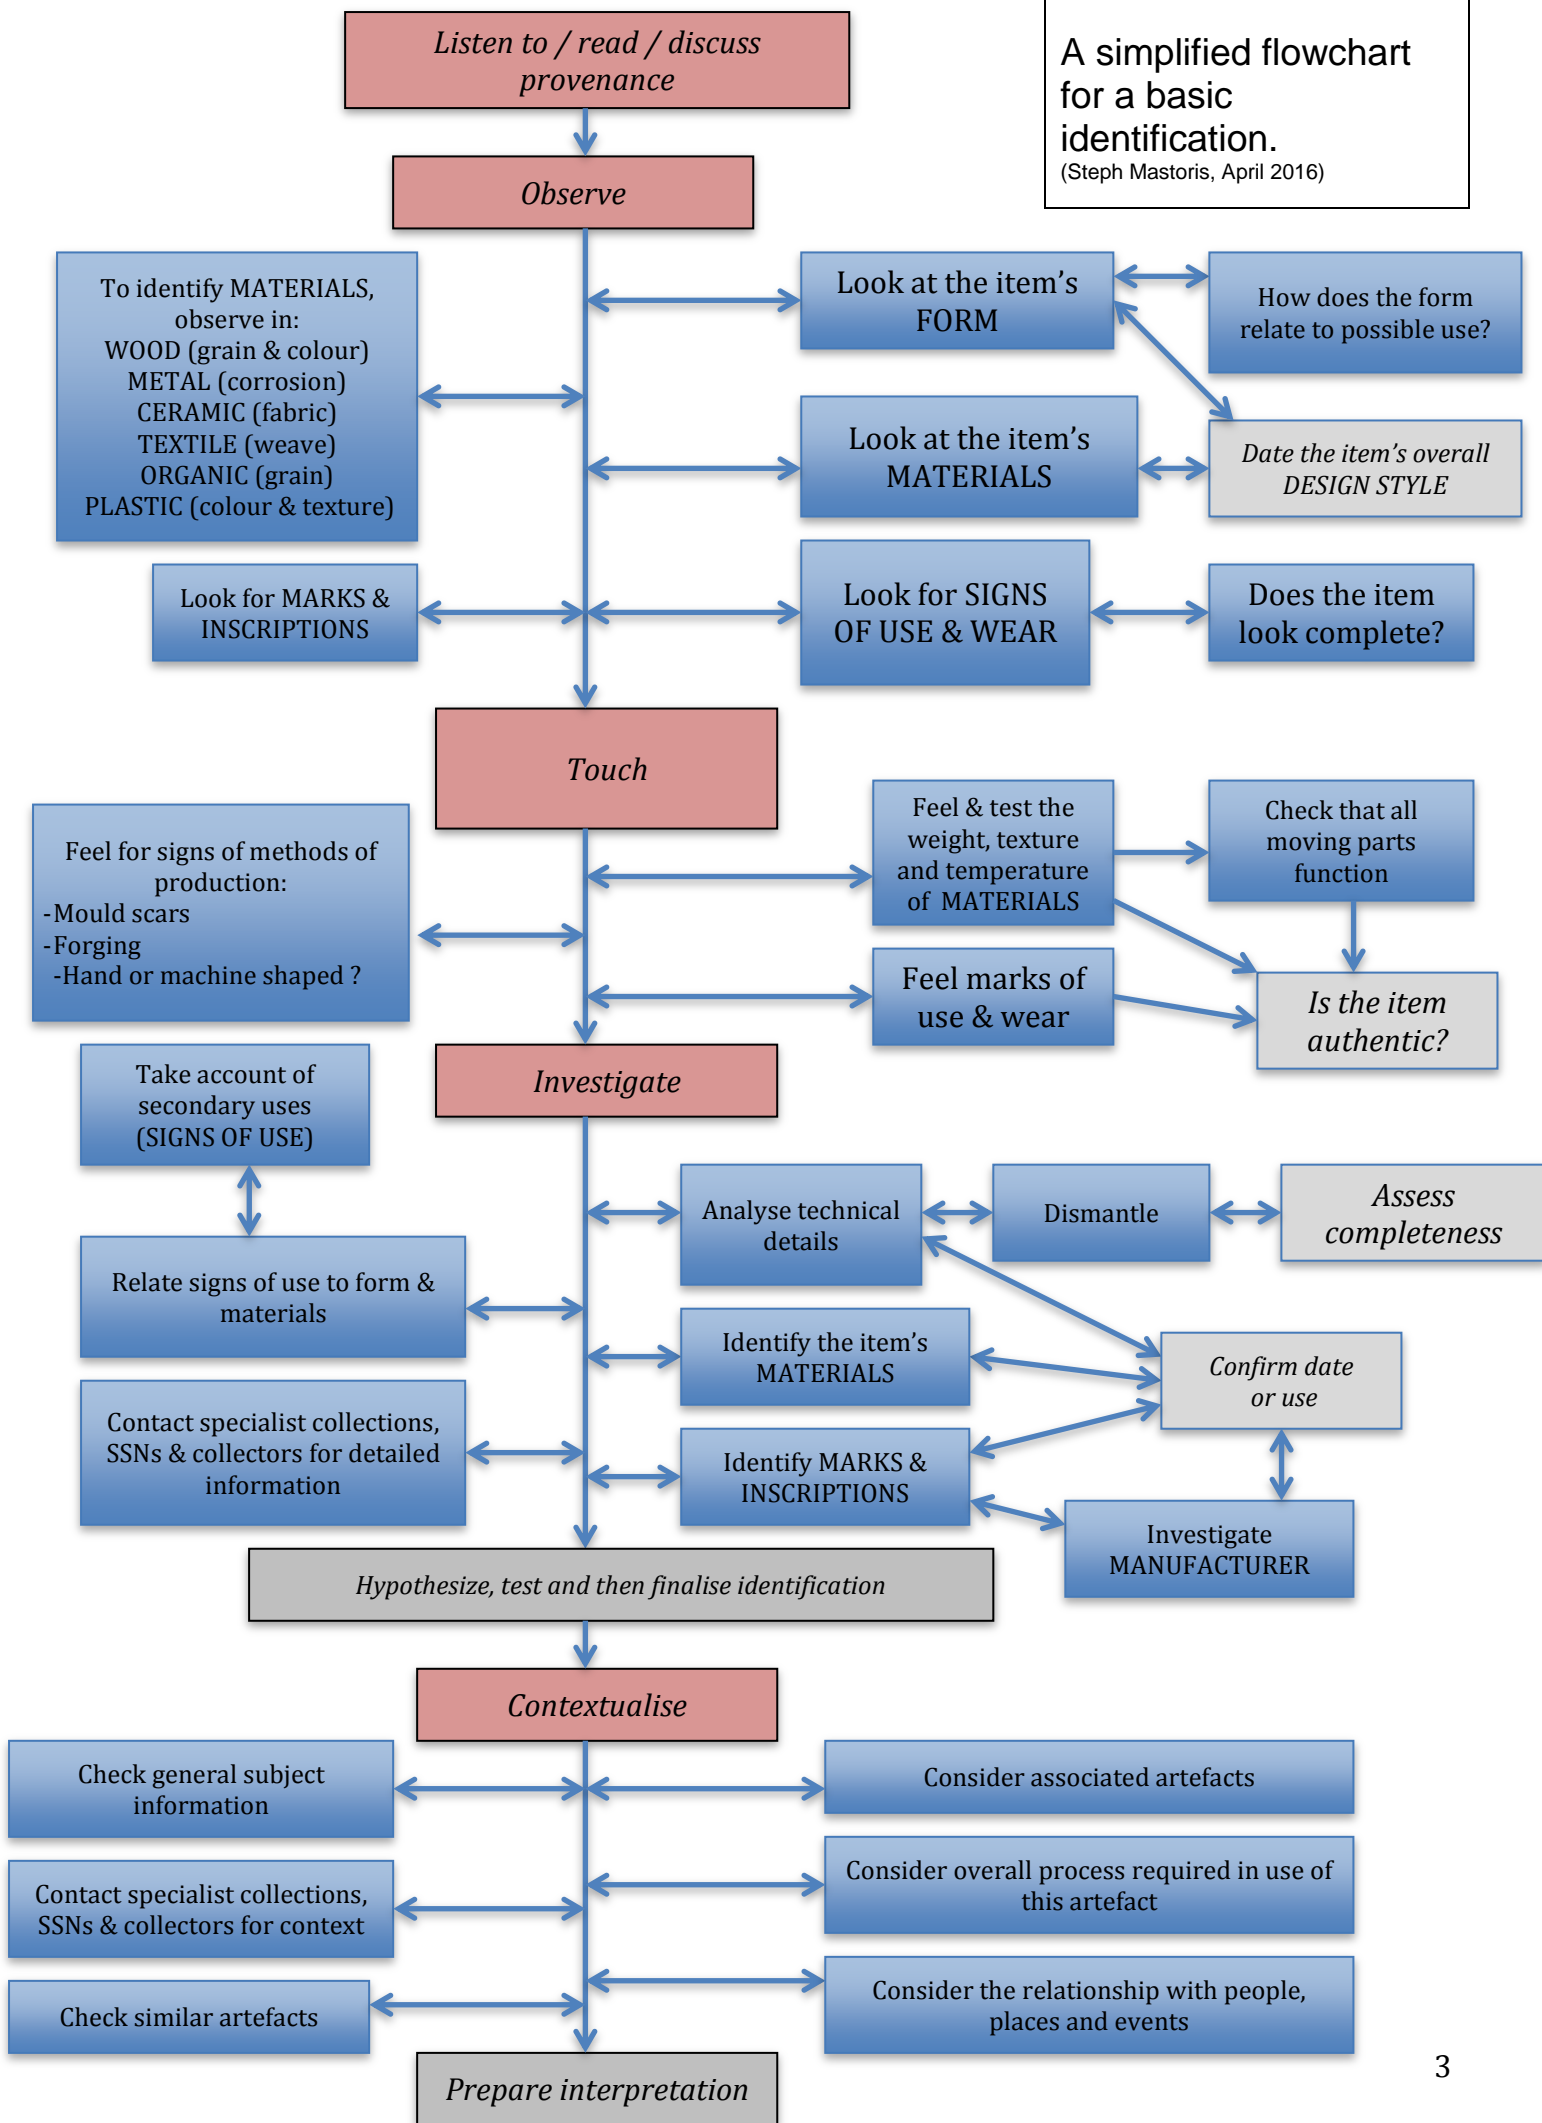 Listen to / read / discuss
provenance
A simplified flowchart
for a basic
identification.
(Steph Mastoris, April 2016)
Observe
To identify MATERIALS,
observe in:
WOOD (grain & colour)
METAL (corrosion)
CERAMIC (fabric)
TEXTILE (weave)
ORGANIC (grain)
PLASTIC (colour & texture)
Look at the item’s
FORM
How does the form
relate to possible use?
Look at the item’s
MATERIALS
Date the item’s overall
DESIGN STYLE
Look for MARKS &
INSCRIPTIONS
Look for SIGNS
OF USE & WEAR
Does the item
look complete?
Touch
Feel for signs of methods of
production:
-Mould scars
-Forging
-Hand or machine shaped ?
Feel & test the
weight, texture
and temperature
of MATERIALS
Check that all
moving parts
function
Feel marks of
use & wear
Is the item
authentic?
Investigate
Take account of
secondary uses
(SIGNS OF USE)
Analyse technical
details
Dismantle
Assess
completeness
Relate signs of use to form &
materials
Identify the item’s
MATERIALS
Confirm date
or use
Contact specialist collections,
SSNs & collectors for detailed
information
Identify MARKS &
INSCRIPTIONS
Investigate
MANUFACTURER
Hypothesize, test and then finalise identification
Contextualise
Check general subject
information
Consider associated artefacts
Contact specialist collections,
SSNs & collectors for context
Consider overall process required in use of
this artefact
Check similar artefacts
Consider the relationship with people,
places and events
Prepare interpretation
3